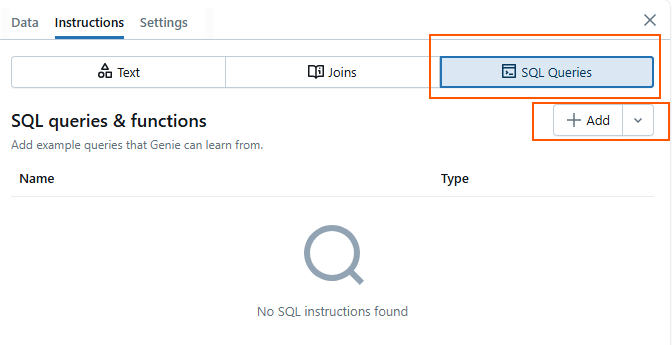 Data Instructions Settings
Text Joins SQL Queries
SQL queries & functions
Add
Add example queries that Genie can learn from.
Name Type
No SQL instructions found